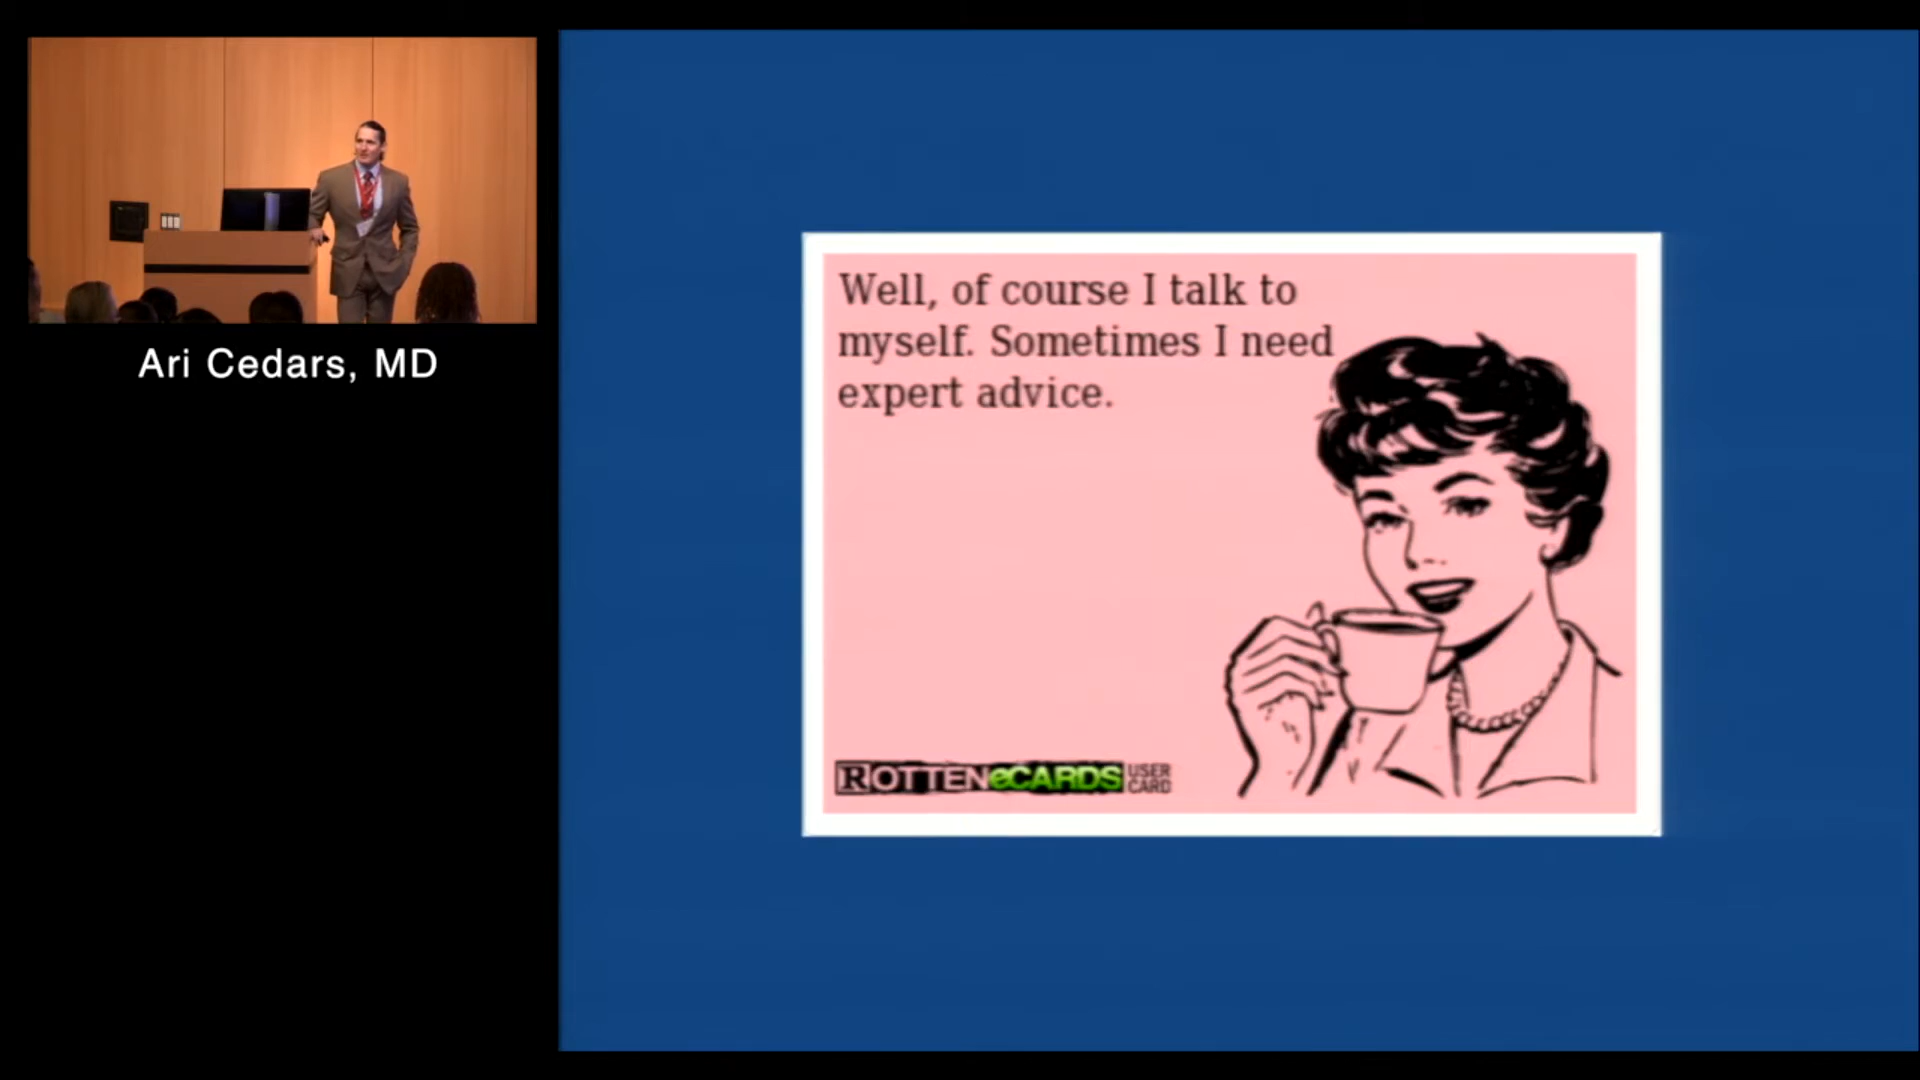 Ari Cedars, MD
Well, of course I talk to
myself. Sometimes I need
expert advice.
ROTTENeCARDS USER
CARD